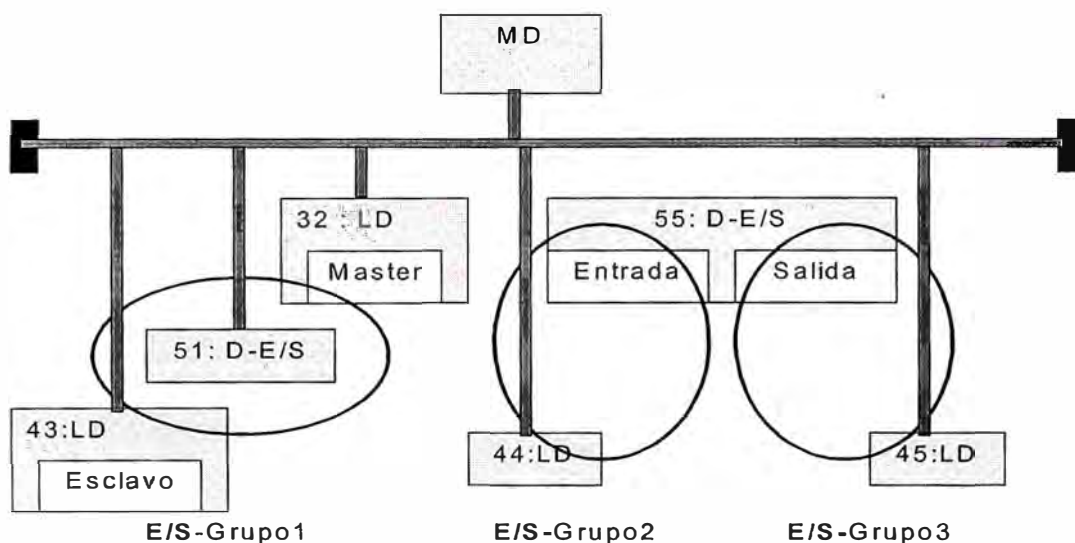 MD
32 : LD
Master
55: D-E/S
Entrada
Salida
51: D-E/S
43:LD
Esclavo
44:LD
45:LD
E/S-Grupo1
E/S-Grupo2
E/S-Grupo3